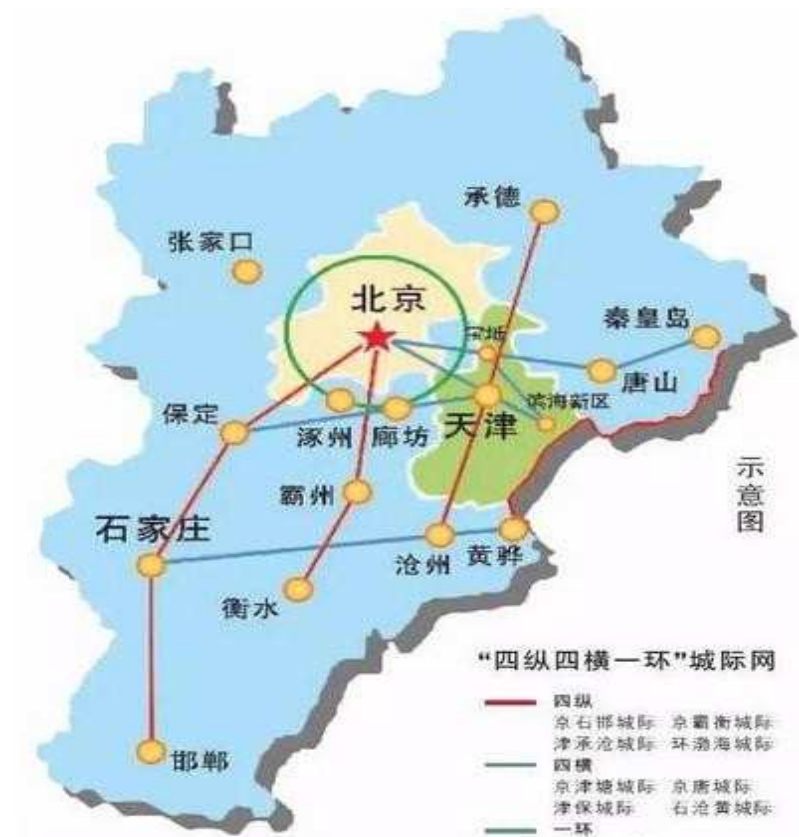 承德
张家口
北京
秦皇岛
宝坻
唐山
保定
滨海新区
涿州
廊坊
天津
霸州
石家庄
沧州
黄骅
衡水
邯郸
示意图
“四纵四横一环”城际网
四纵
京石邯城际 京霸衡城际
津承沧城际 环渤海城际
四横
京津塘城际 京唐城际
津保城际 石沧黄城际
一环